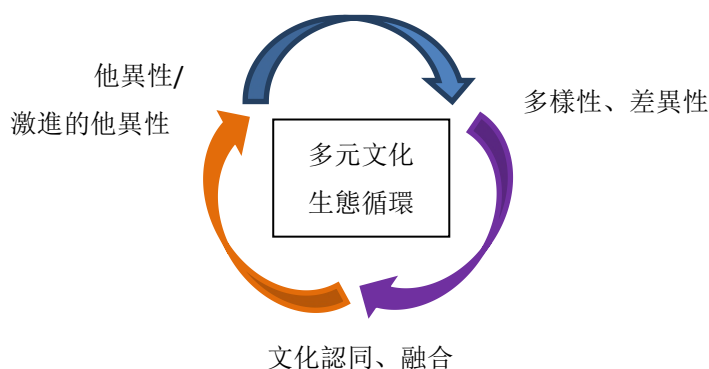 他異性/
激進的他異性
多樣性、差異性
多元文化
生態循環
文化認同、融合